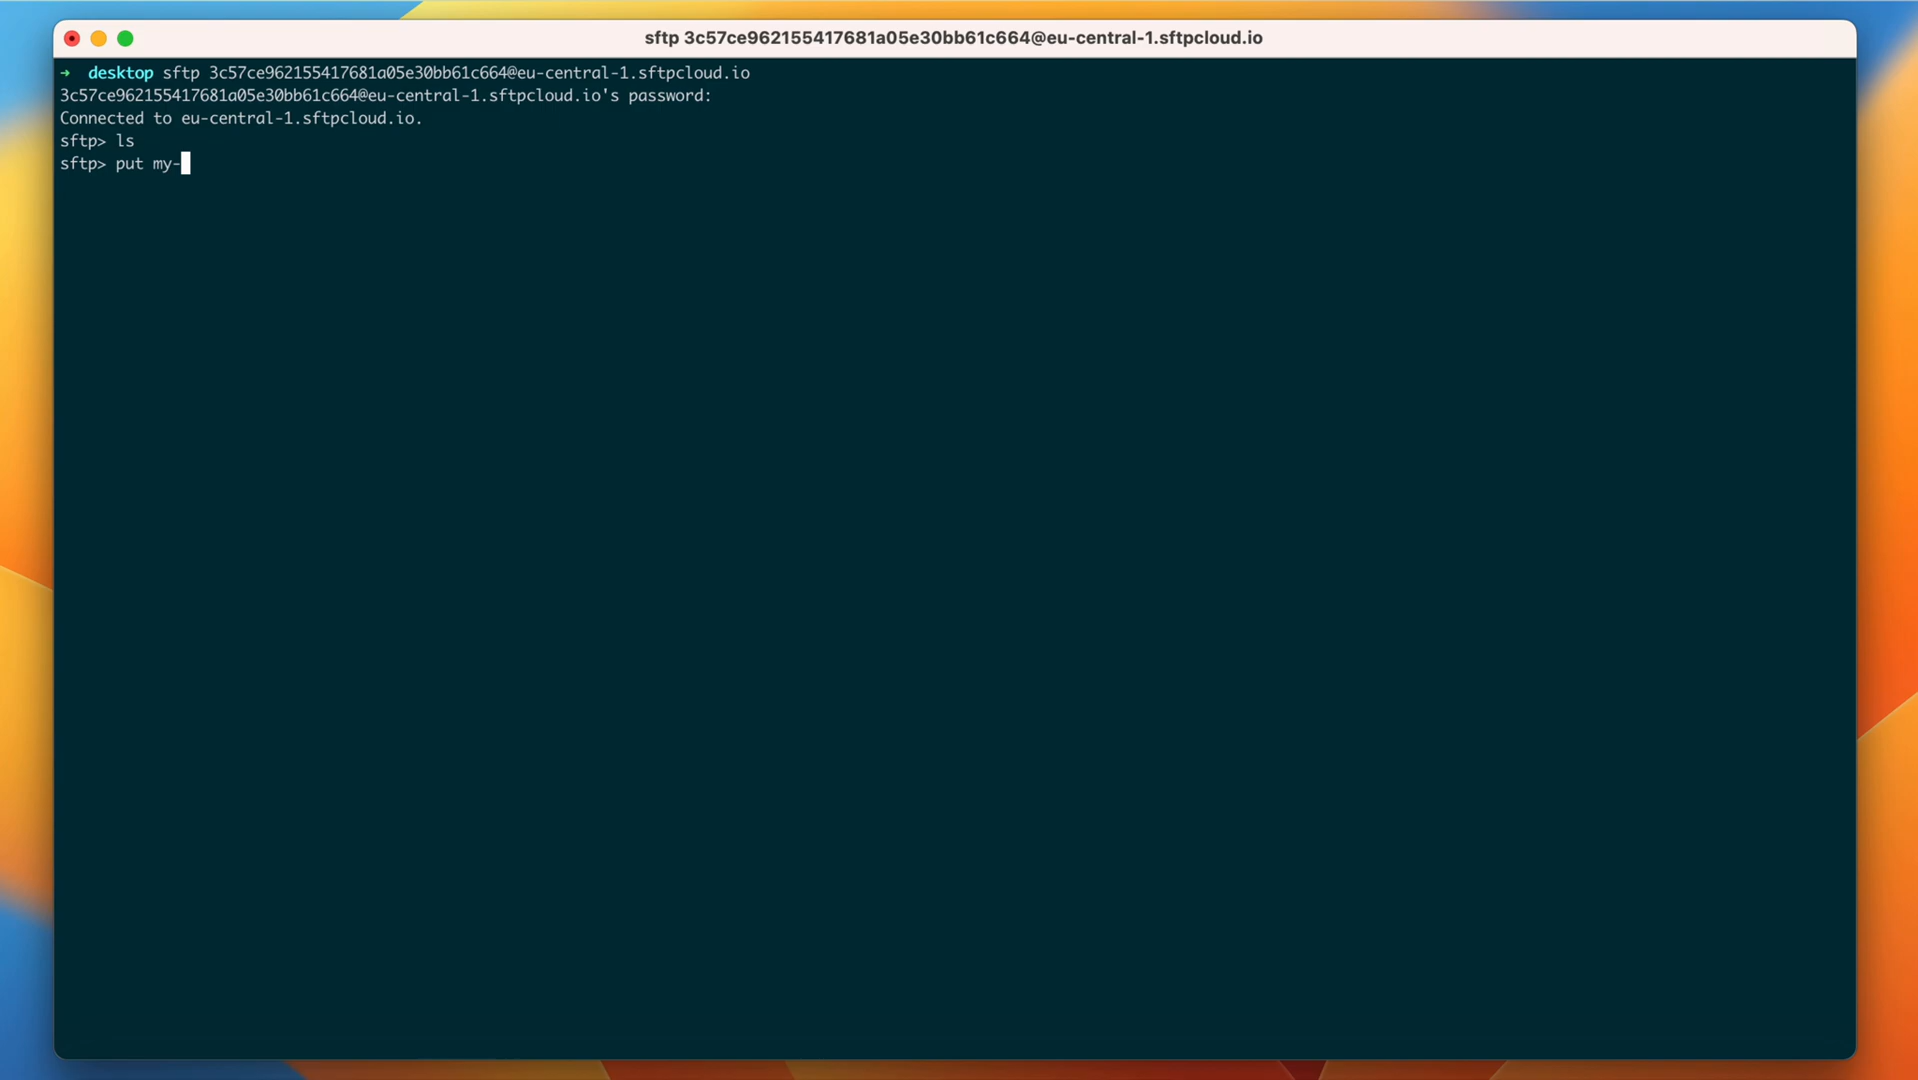 sftp 3c57ce962155417681a05e30bb61c664@eu-central-1.sftpcloud.io
➜ desktop sftp 3c57ce962155417681a05e30bb61c664@eu-central-1.sftpcloud.io
3c57ce962155417681a05e30bb61c664@eu-central-1.sftpcloud.io's password:
Connected to eu-central-1.sftpcloud.io.
sftp> ls
sftp> put my-